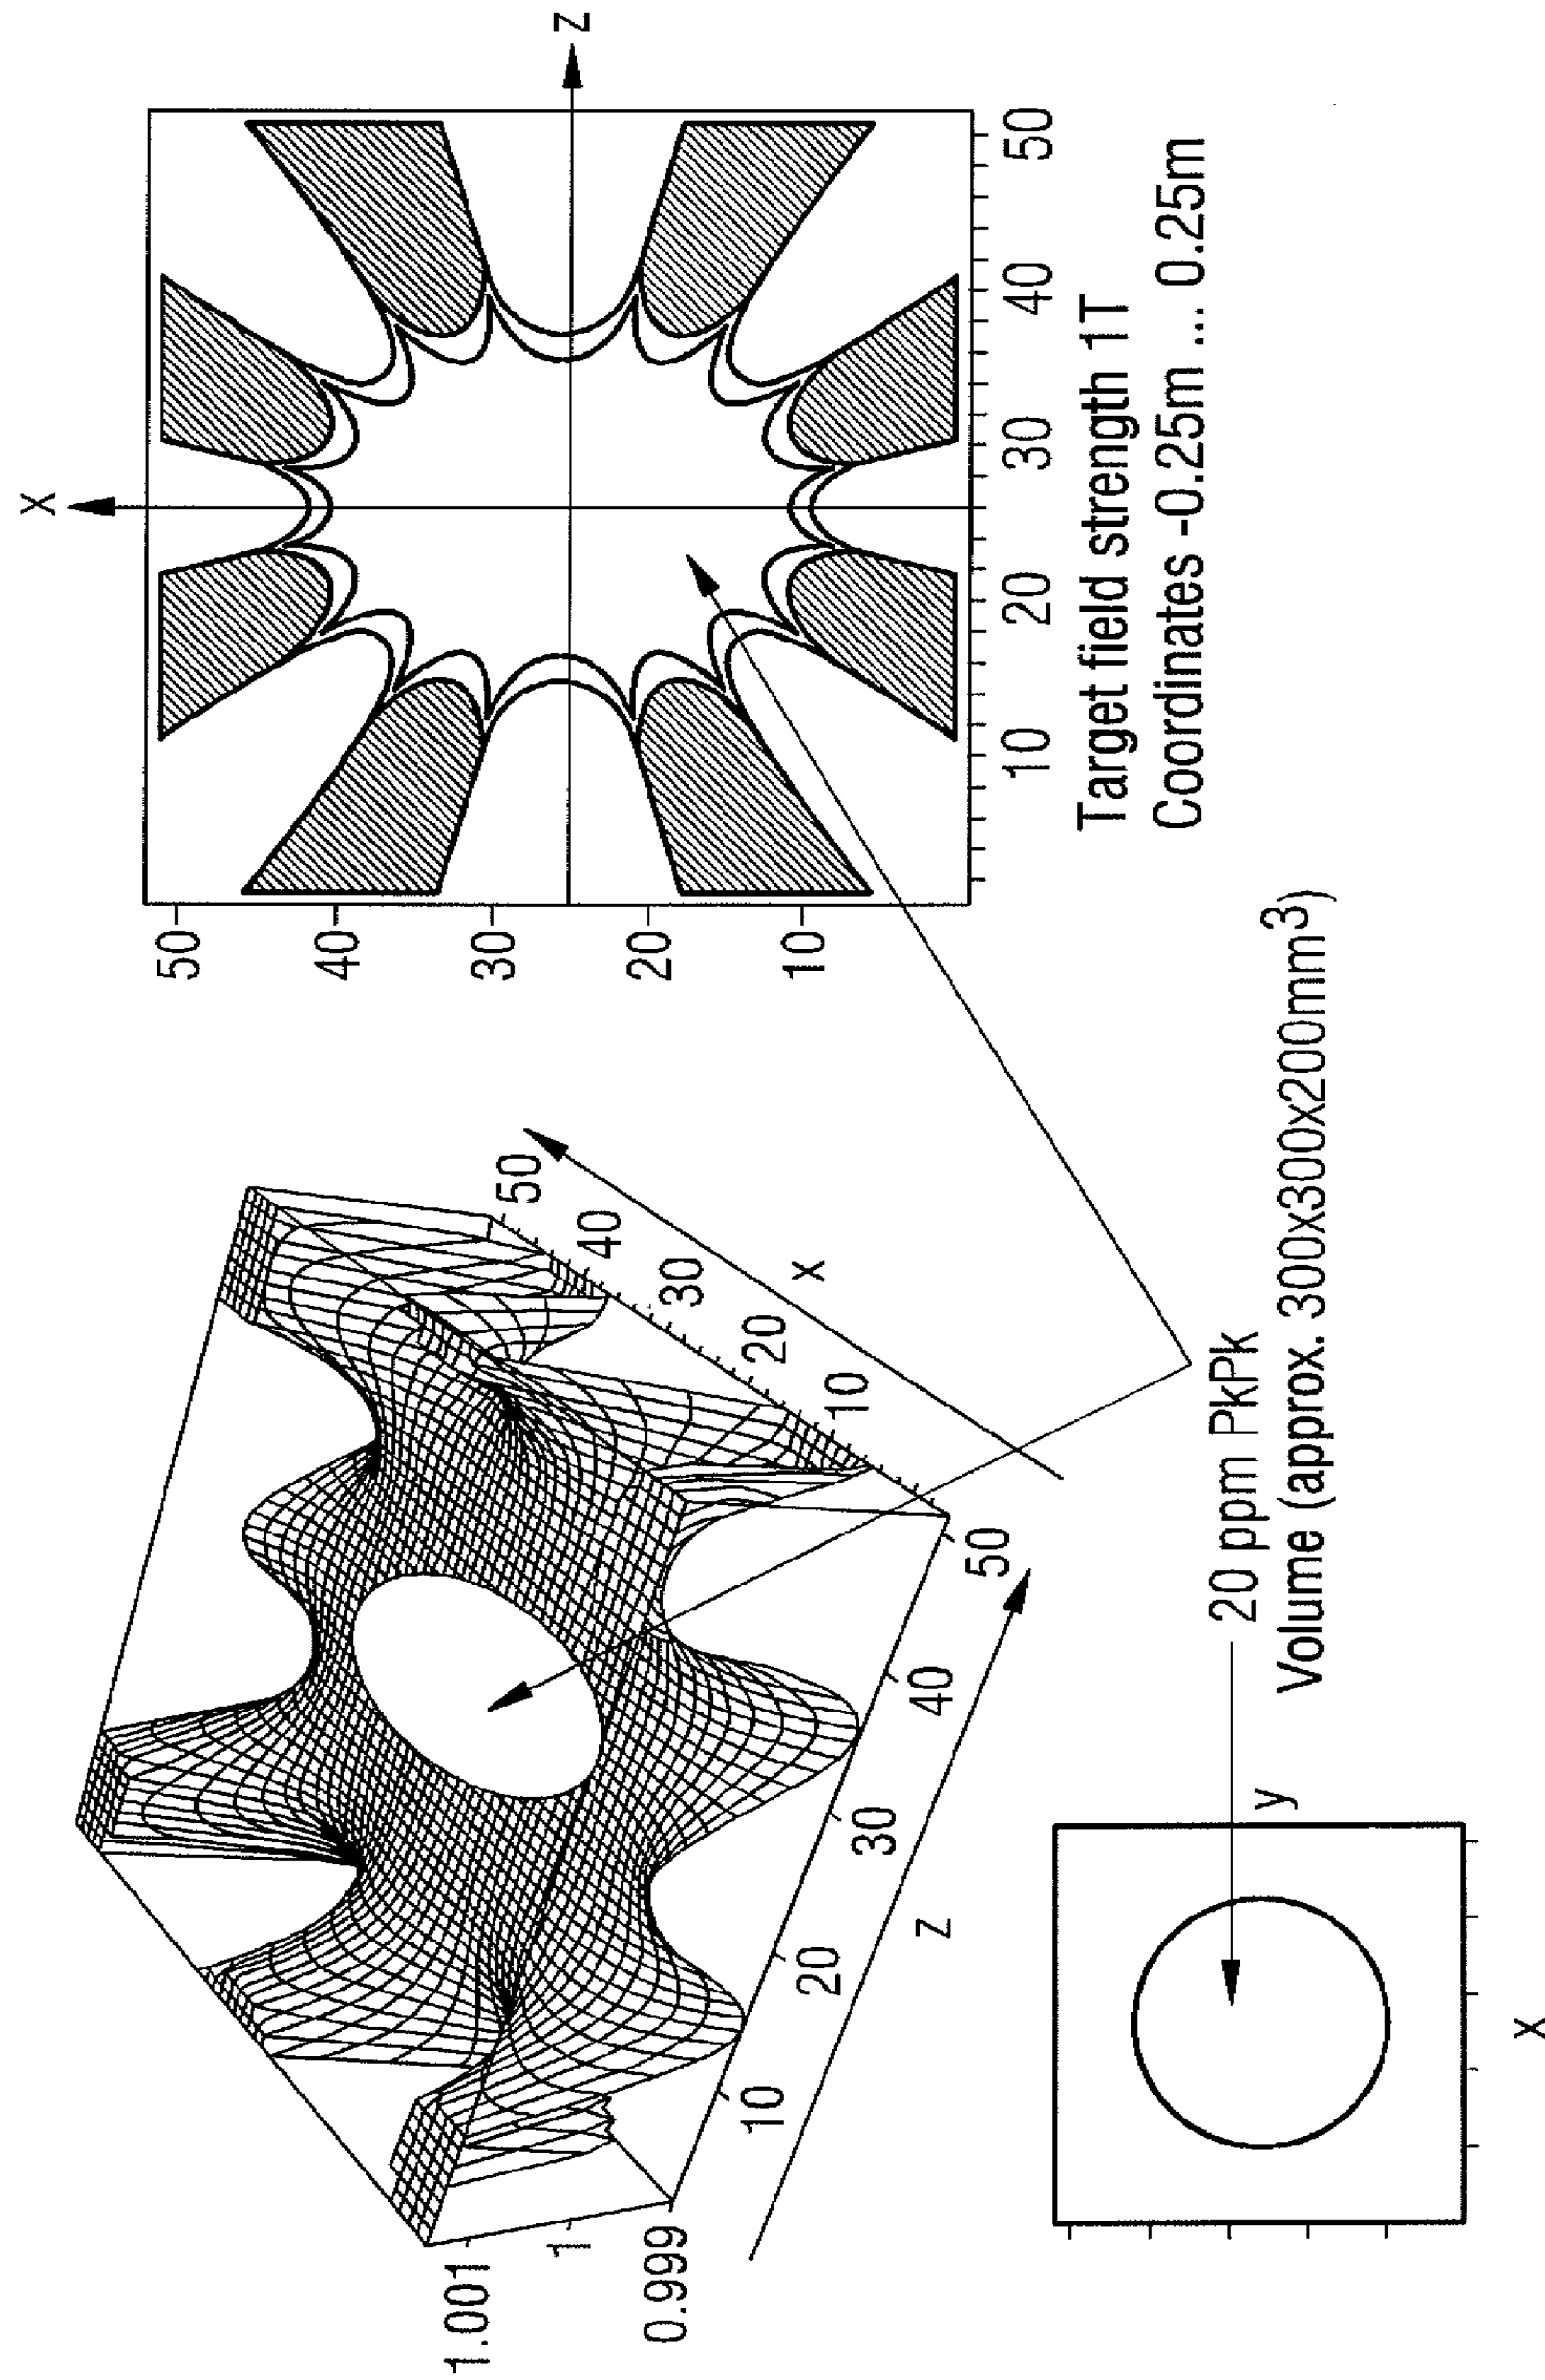 1.001
1
0.999
10
20
30
40
50
z
10
20
30
40
50
x
50
40
30
20
10
x
z
10
20
30
40
50
Target field strength 1T
Coordinates -0.25m ... 0.25m
20 ppm PkPk
Volume (approx. 300x300x200mm³)
y
x